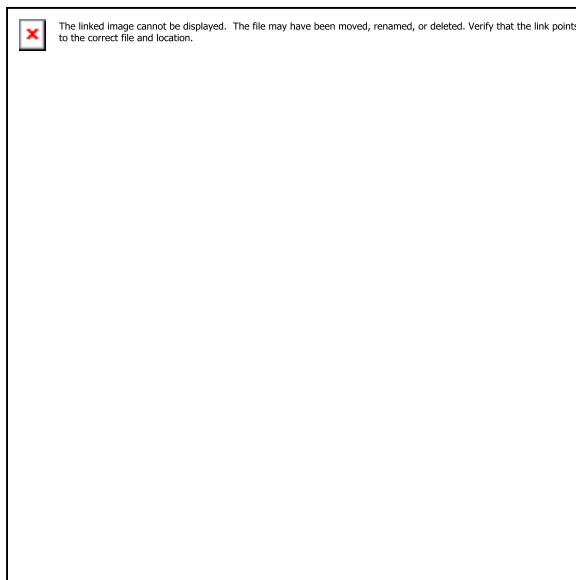 The linked image cannot be displayed.  The file may have been moved, renamed, or deleted. Verify that the link points
to the correct file and location.